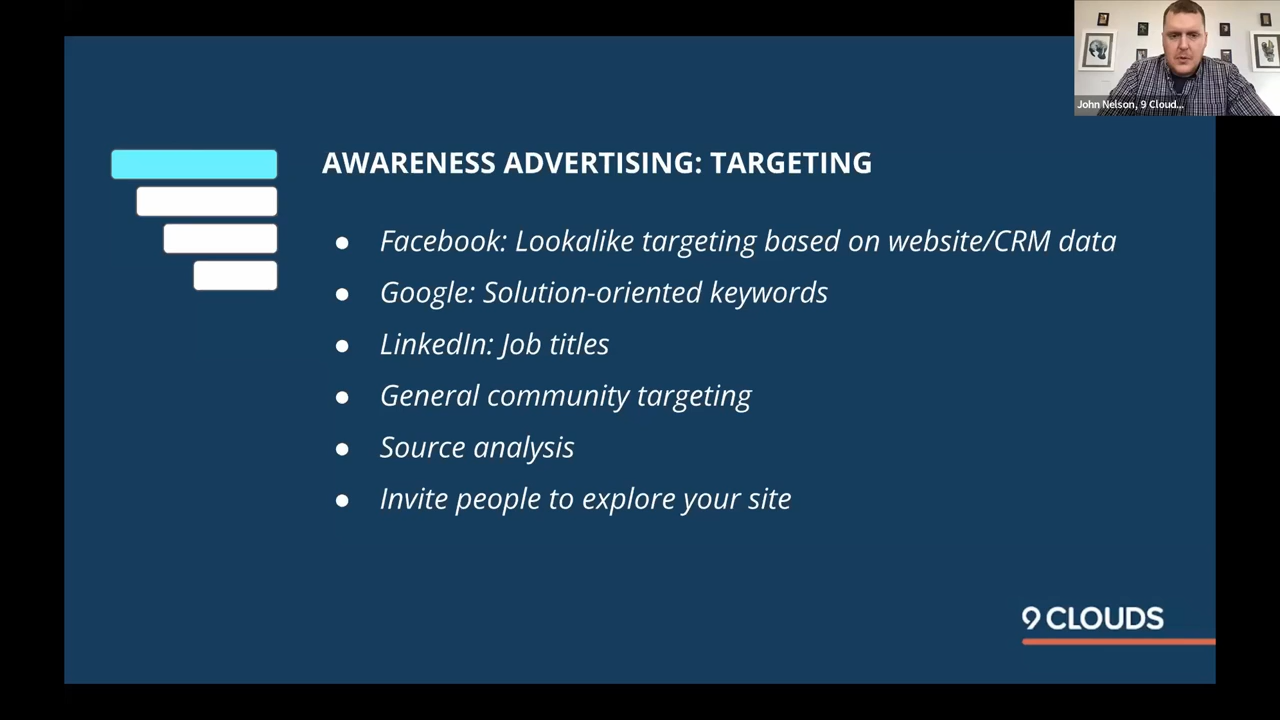 John Nelson, 9 Cloud...
AWARENESS ADVERTISING: TARGETING
● Facebook: Lookalike targeting based on website/CRM data
● Google: Solution-oriented keywords
● LinkedIn: Job titles
● General community targeting
● Source analysis
● Invite people to explore your site
9 CLOUDS